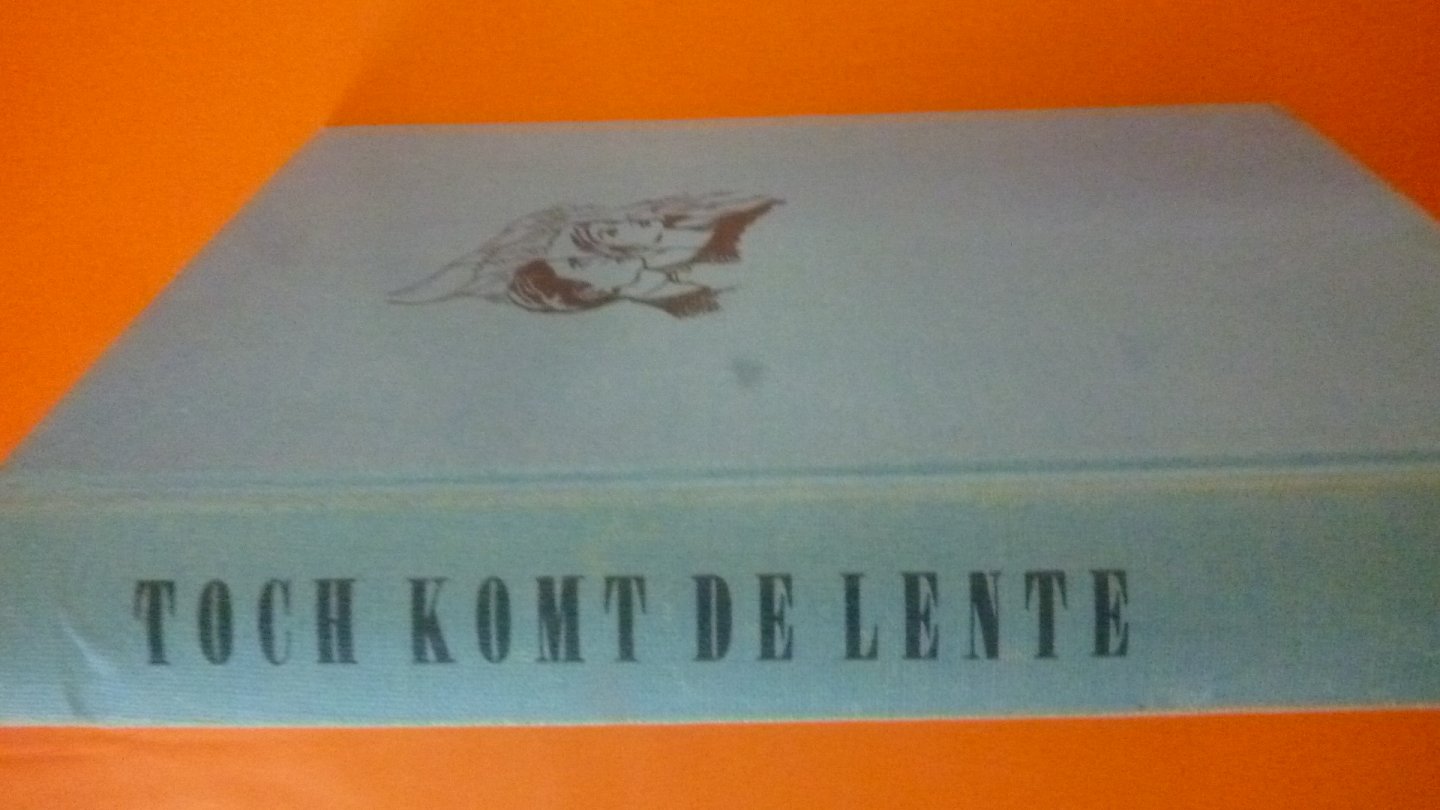 TOCH KOMT DE LENTE